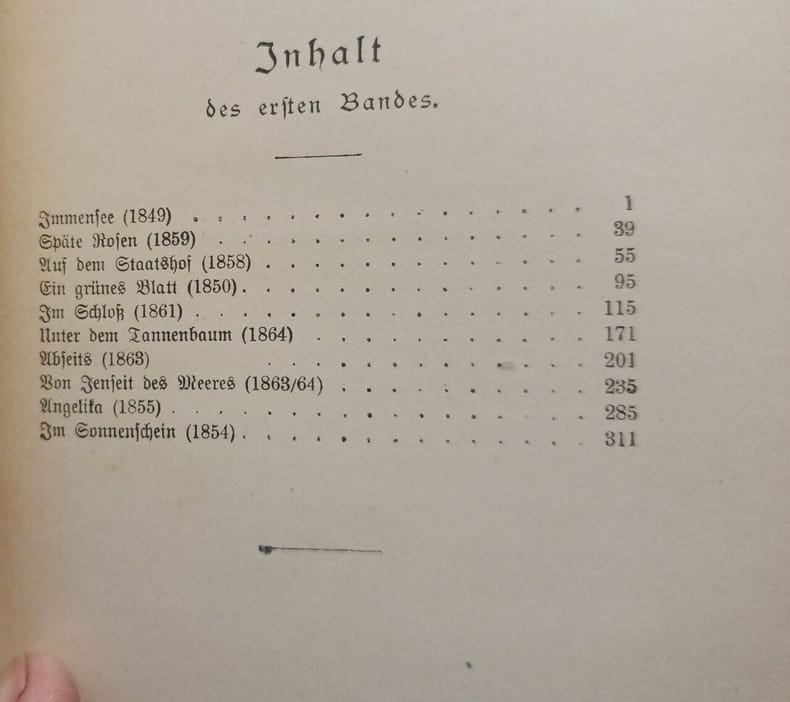 Inhalt
des ersten Bandes.
Immensee (1849) . . . . . . . . . . . . . . . . . 1
Späte Rosen (1859) . . . . . . . . . . . . . . . . 39
Auf dem Staatshof (1858) . . . . . . . . . . . . . . 55
Ein grünes Blatt (1850) . . . . . . . . . . . . . . . 95
Im Schloß (1861) . . . . . . . . . . . . . . . . . 115
Unter dem Tannenbaum (1864) . . . . . . . . . . . . 171
Abseits (1863) . . . . . . . . . . . . . . 201
Von Jenseit des Meeres (1863/64) . . . . . . . . . . . 235
Angelika (1855) . . . . . . . . . . . . . . . . . . 285
Im Sonnenschein (1854) . . . . . . . . . . . . . . . 311